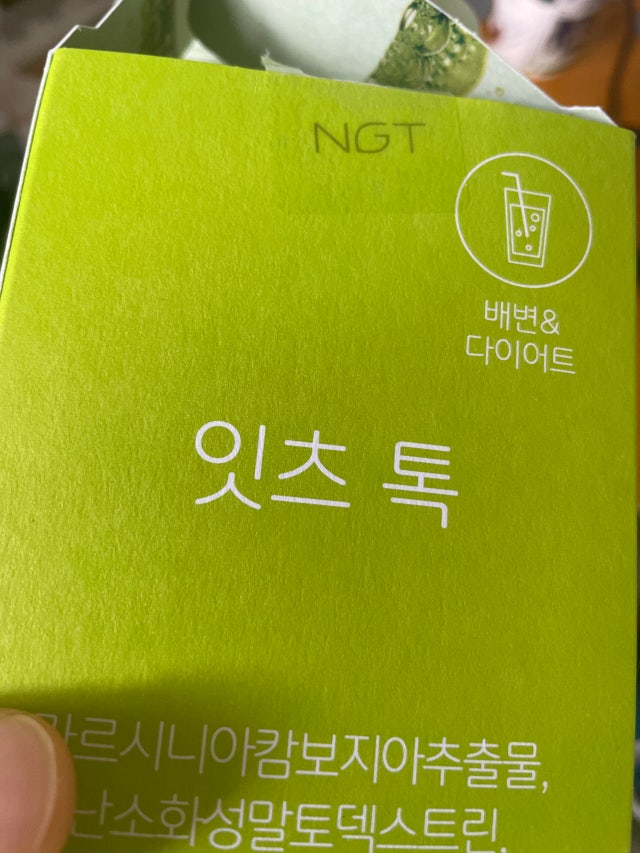 NGT
배변&
다이어트
잇츠 톡
가르시니아캄보지아추출물,
난소화성말토덱스트린,